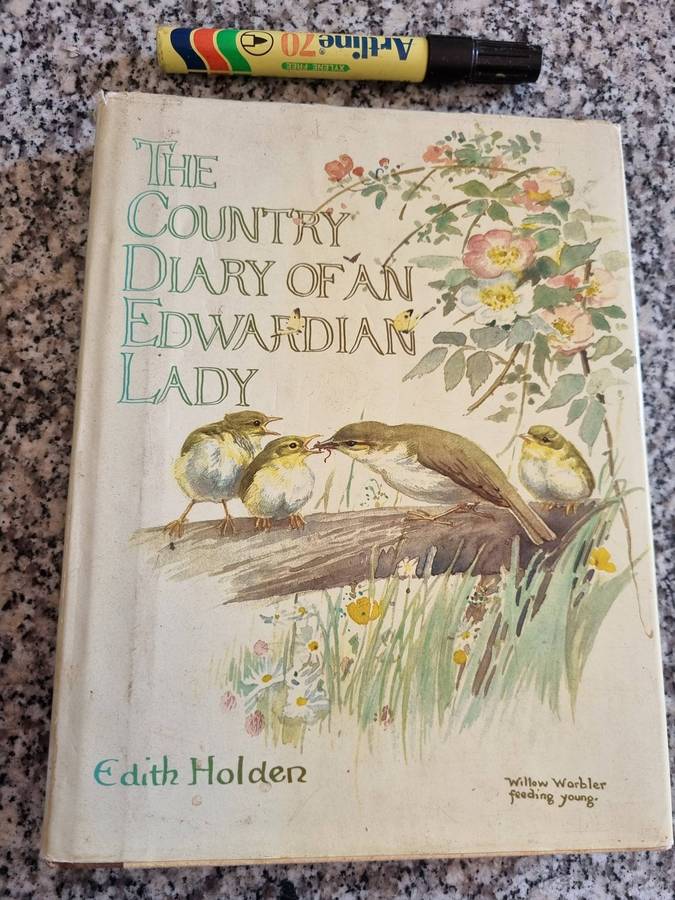 Artline® 70
XYLENE FREE
THE
COUNTRY
DIARY OF AN
EDWARDIAN
LADY
Edith Holden
Willow Warbler
feeding young.